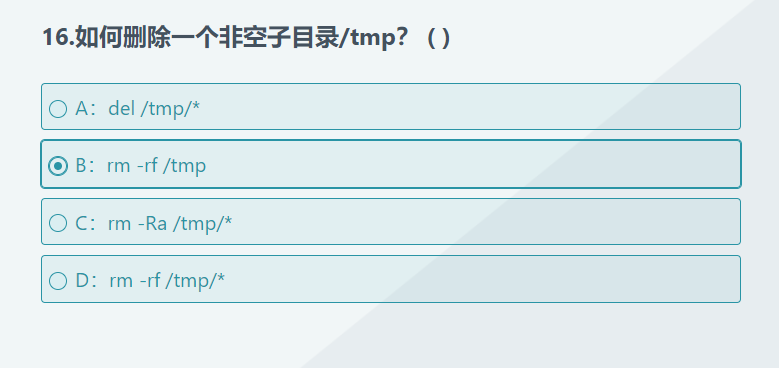 16.如何删除一个非空子目录/tmp？ ( )
A：del /tmp/*
B：rm -rf /tmp
C：rm -Ra /tmp/*
D：rm -rf /tmp/*